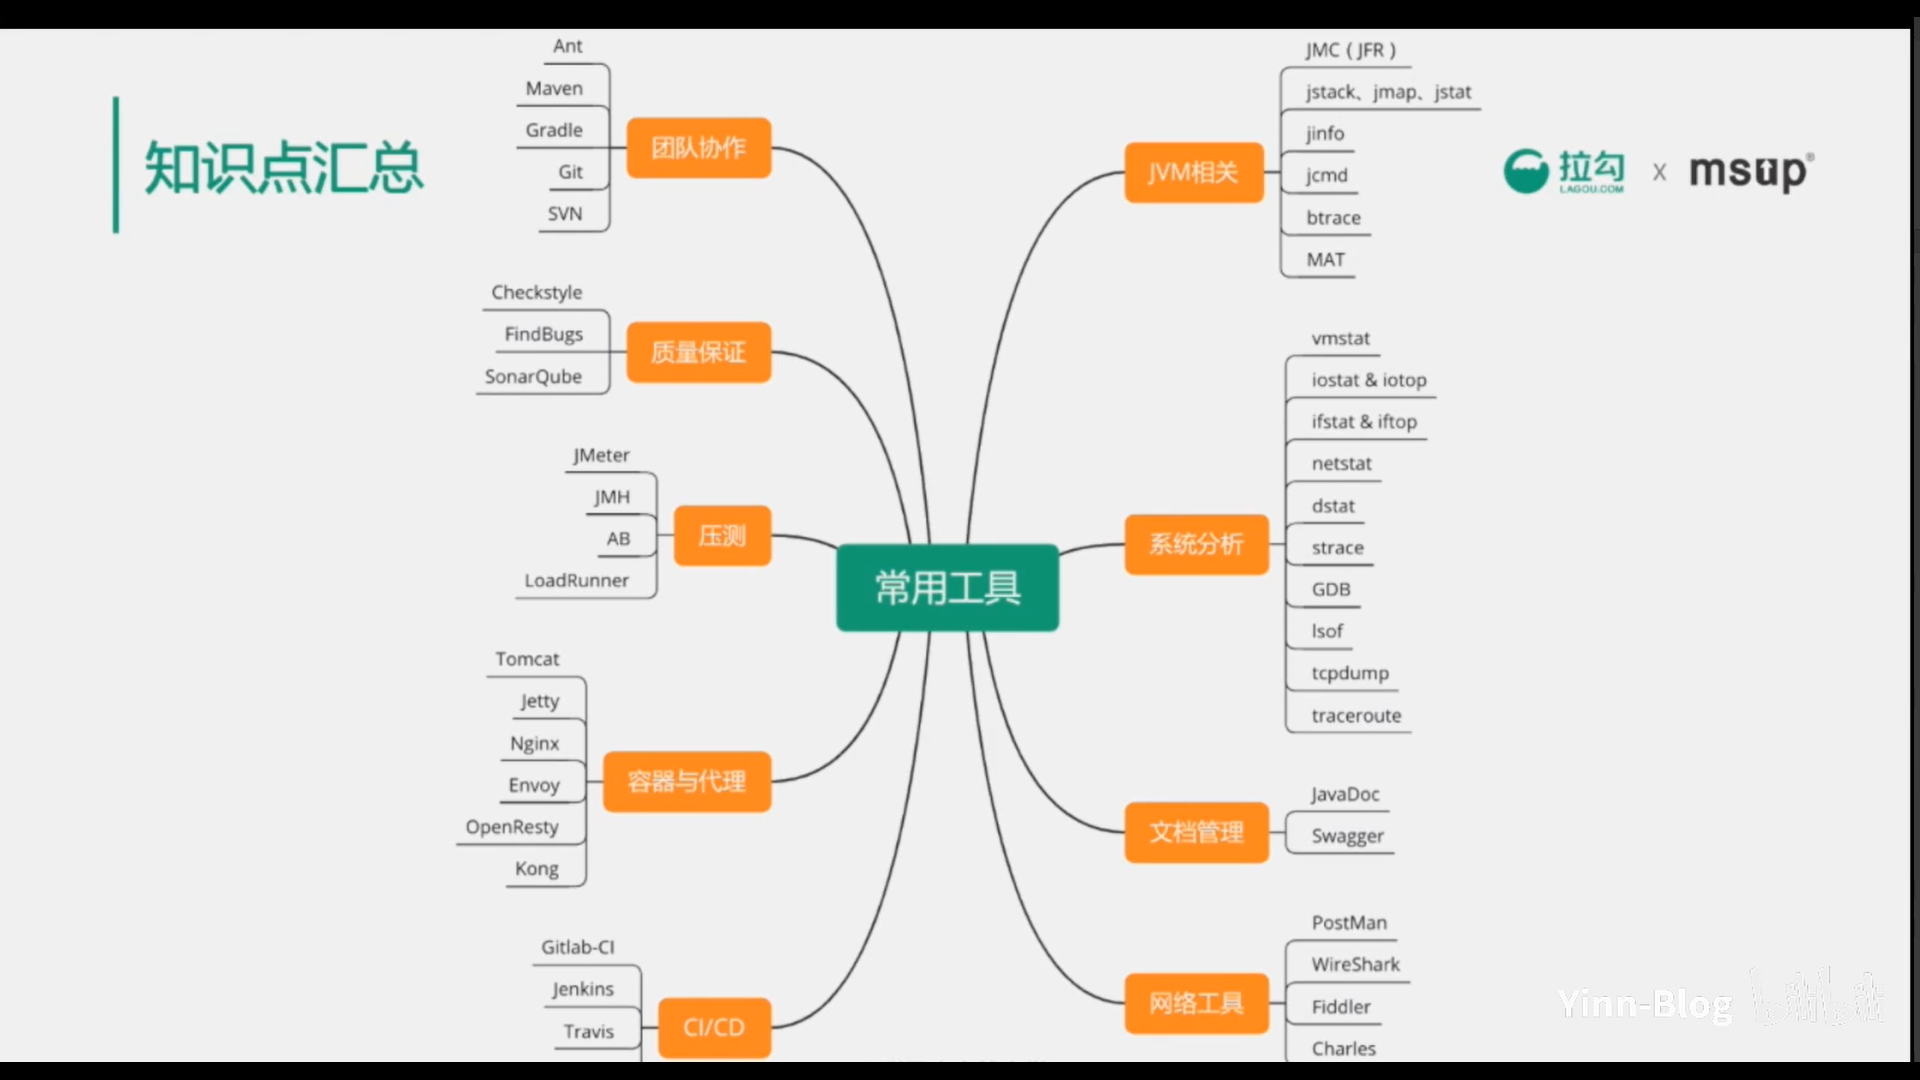 知识点汇总
拉勾
LAGOU.COM
x
msup®
常用工具
团队协作
Ant
Maven
Gradle
Git
SVN
质量保证
Checkstyle
FindBugs
SonarQube
压测
JMeter
JMH
AB
LoadRunner
容器与代理
Tomcat
Jetty
Nginx
Envoy
OpenResty
Kong
CI/CD
Gitlab-CI
Jenkins
Travis
JVM相关
JMC ( JFR )
jstack、jmap、jstat
jinfo
jcmd
btrace
MAT
系统分析
vmstat
iostat & iotop
ifstat & iftop
netstat
dstat
strace
GDB
lsof
tcpdump
traceroute
文档管理
JavaDoc
Swagger
网络工具
PostMan
WireShark
Fiddler
Charles
Yinn-Blog
bilibili